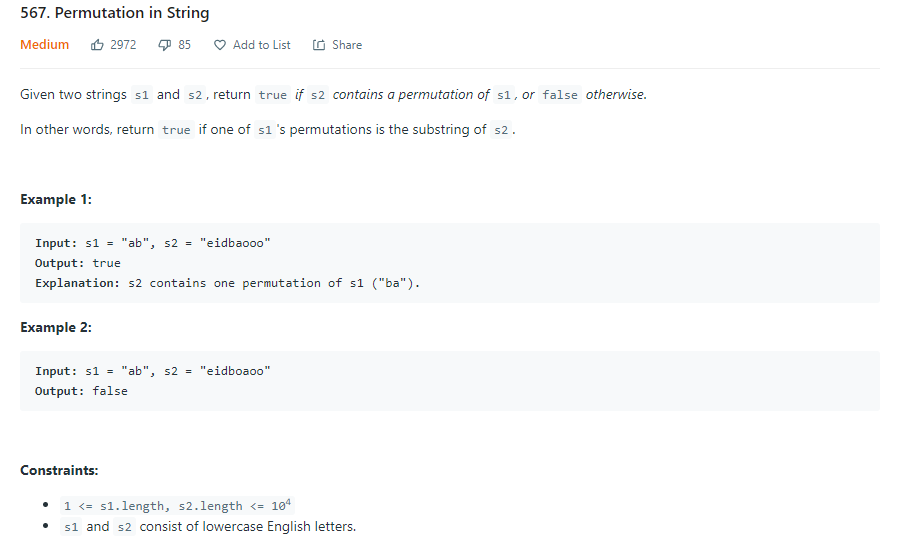 567. Permutation in String
Medium 2972 85 Add to List Share
Given two strings s1 and s2, return true if s2 contains a permutation of s1, or false otherwise.
In other words, return true if one of s1's permutations is the substring of s2.
Example 1:
Input: s1 = "ab", s2 = "eidbaooo"
Output: true
Explanation: s2 contains one permutation of s1 ("ba").
Example 2:
Input: s1 = "ab", s2 = "eidboaoo"
Output: false
Constraints:
• 1 <= s1.length, s2.length <= 10⁴
• s1 and s2 consist of lowercase English letters.